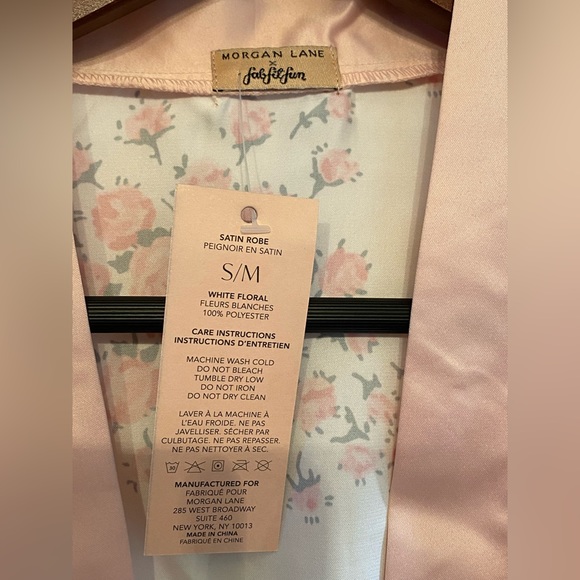 MORGAN LANE
×
fabfitfun
SATIN ROBE
PEIGNOIR EN SATIN
S/M
WHITE FLORAL
FLEURS BLANCHES
100% POLYESTER
CARE INSTRUCTIONS
INSTRUCTIONS D'ENTRETIEN
MACHINE WASH COLD
DO NOT BLEACH
TUMBLE DRY LOW
DO NOT IRON
DO NOT DRY CLEAN
LAVER À LA MACHINE À
L'EAU FROIDE. NE PAS
JAVELLISER. SÉCHER PAR
CULBUTAGE. NE PAS REPASSER.
NE PAS NETTOYER À SEC.
30
MANUFACTURED FOR
FABRIQUÉ POUR
MORGAN LANE
285 WEST BROADWAY
SUITE 460
NEW YORK, NY 10013
MADE IN CHINA
FABRIQUÉ EN CHINE